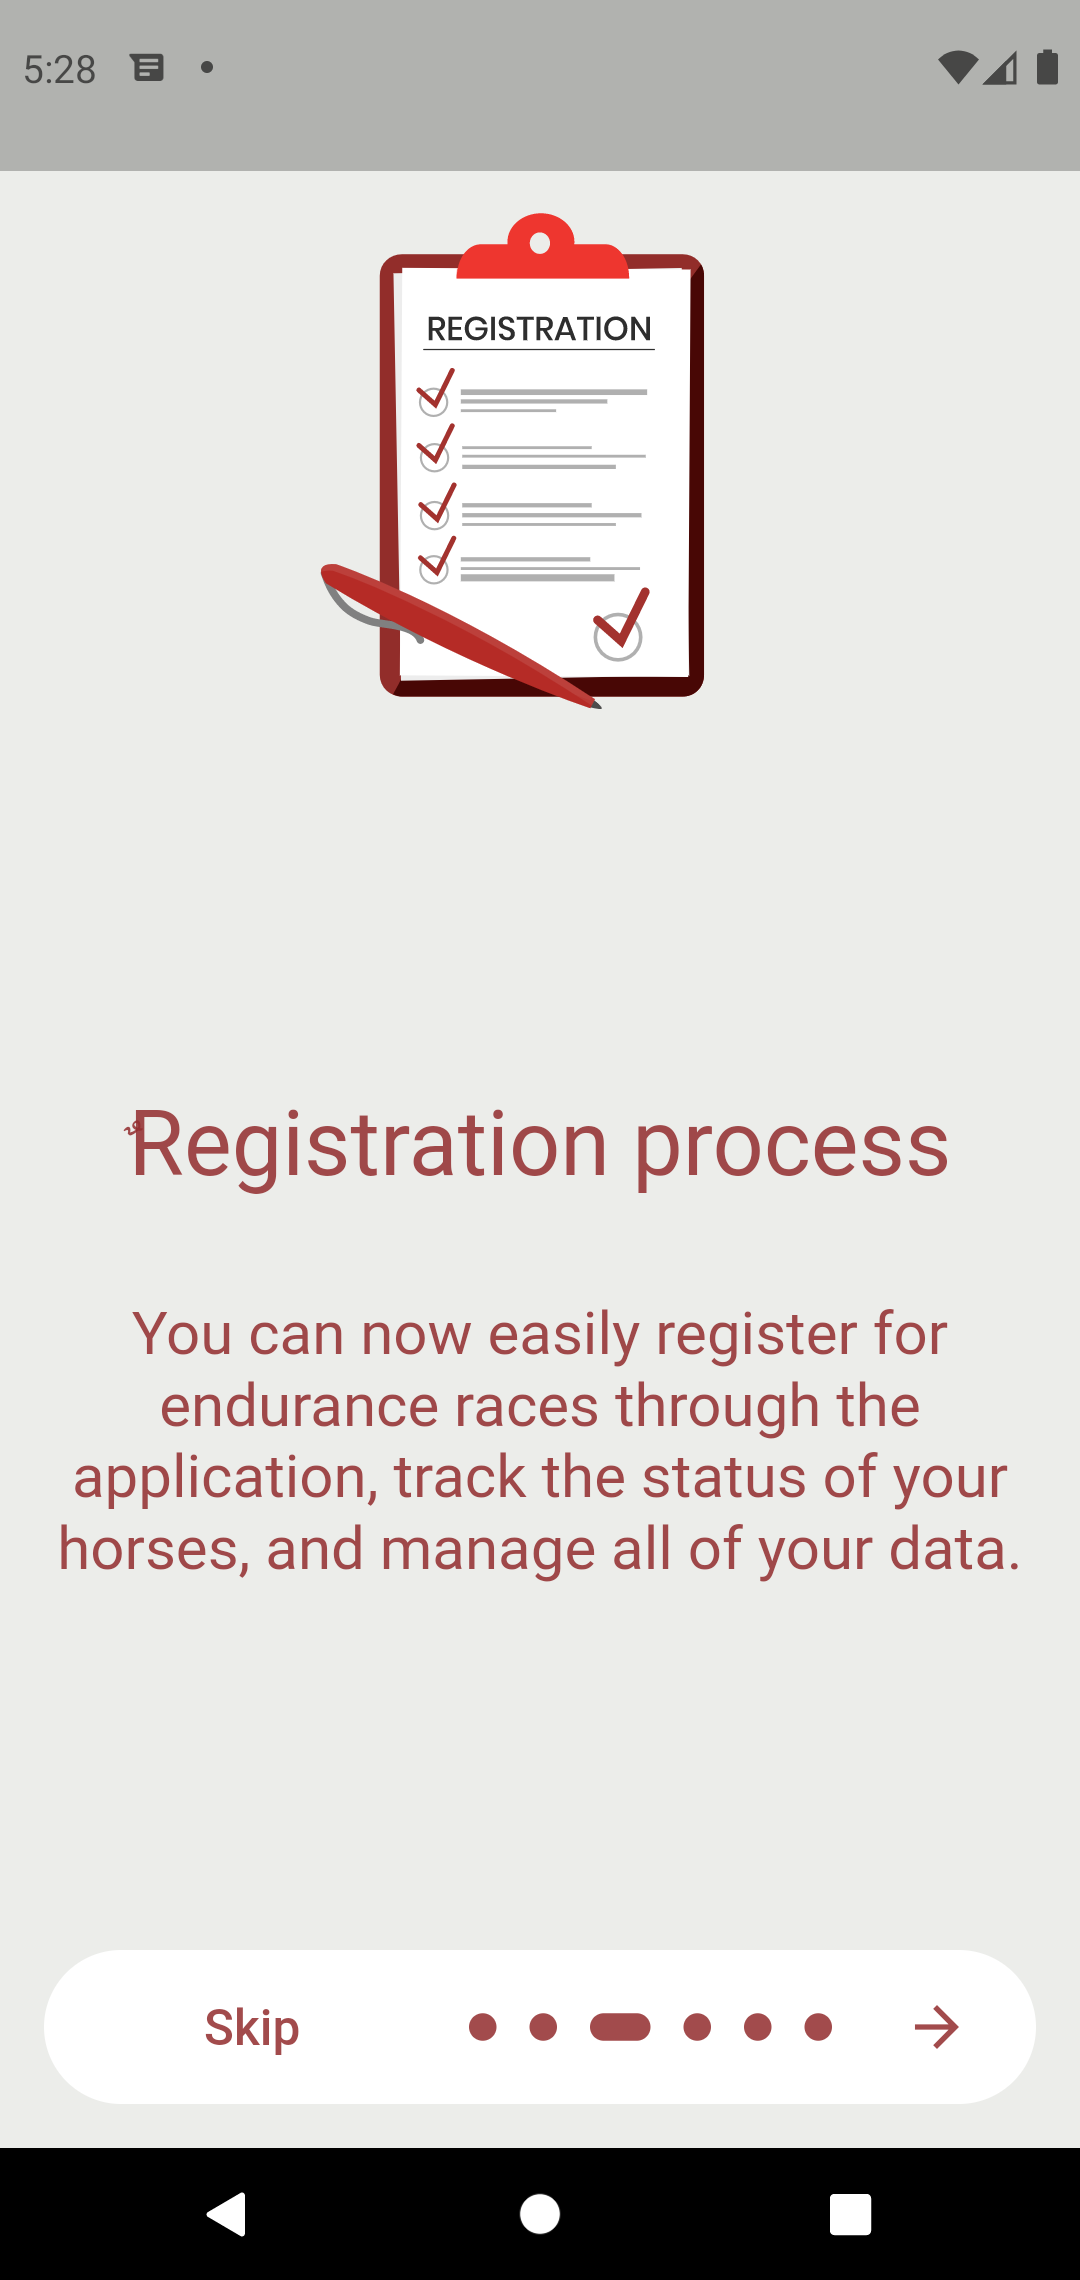 5:28
REGISTRATION
Registration process
You can now easily register for
endurance races through the
application, track the status of your
horses, and manage all of your data.
Skip